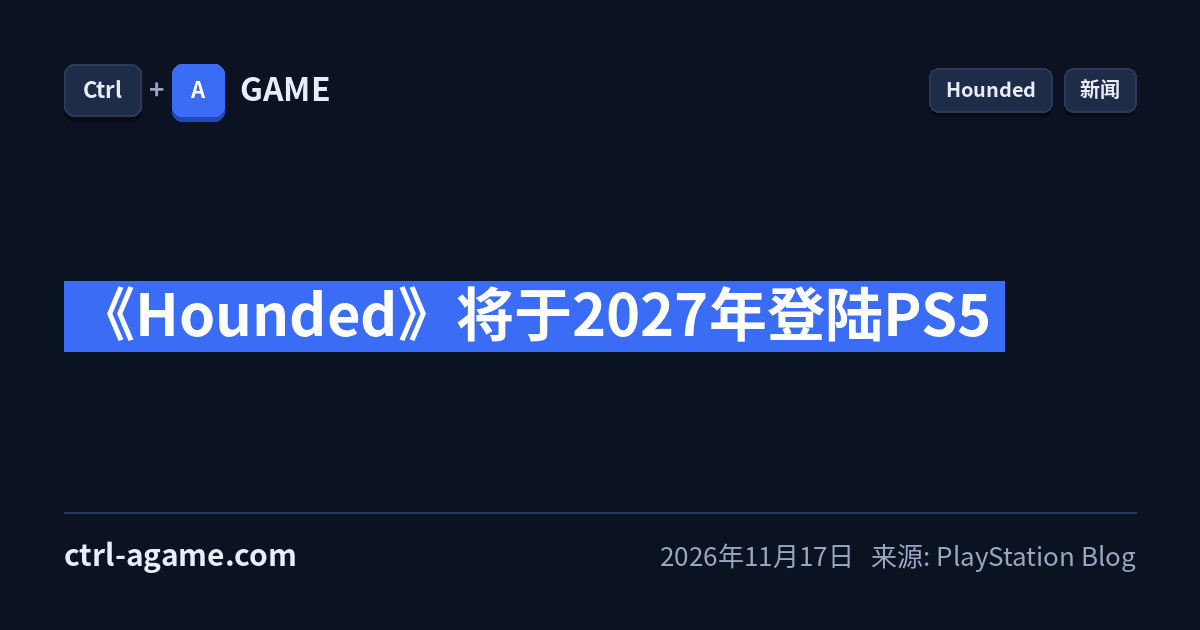 Ctrl + A GAME
Hounded 新闻
《Hounded》将于2027年登陆PS5
ctrl-agame.com
2026年11月17日 来源: PlayStation Blog